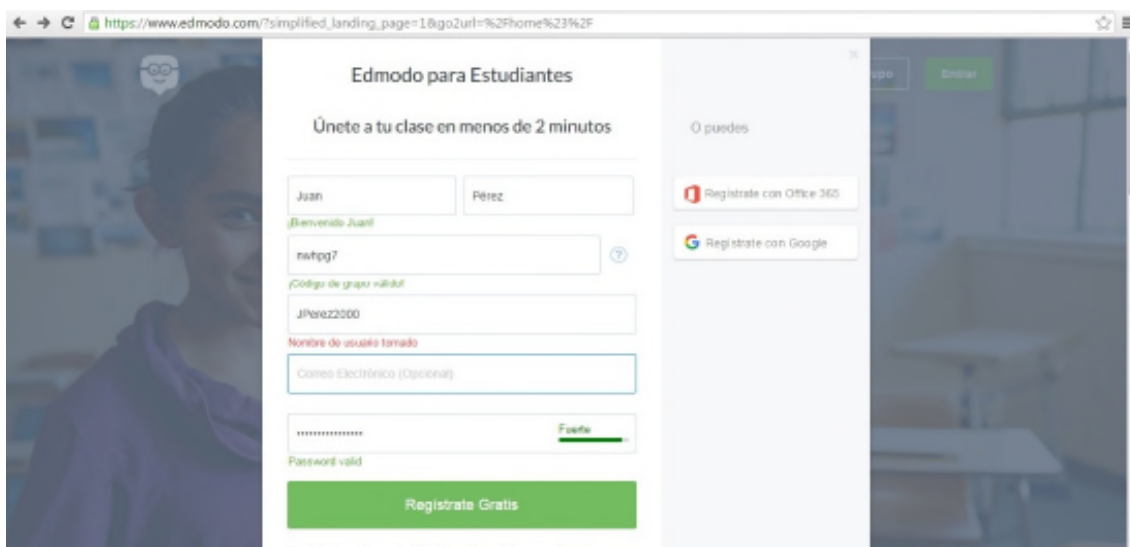 https://www.edmodo.com/?simplified_landing_page=1&go2url=%2Fhome%23%2F
Edmodo para Estudiantes
Únete a tu clase en menos de 2 minutos
Juan
Pérez
¡Bienvenido Juan!
nwhpg7
¡Código de grupo válido!
JPerez2000
Nombre de usuario tomado
Correo Electrónico (Opcional)
Fuerte
Password valid
Regístrate Gratis
O puedes
Regístrate con Office 365
Regístrate con Google
Entrar